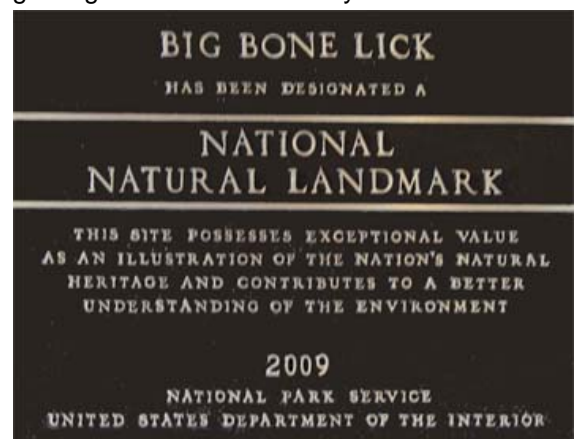 BIG BONE LICK
HAS BEEN DESIGNATED A
NATIONAL
NATURAL LANDMARK
THIS SITE POSSESSES EXCEPTIONAL VALUE
AS AN ILLUSTRATION OF THE NATION'S NATURAL
HERITAGE AND CONTRIBUTES TO A BETTER
UNDERSTANDING OF THE ENVIRONMENT
2009
NATIONAL PARK SERVICE
UNITED STATES DEPARTMENT OF THE INTERIOR